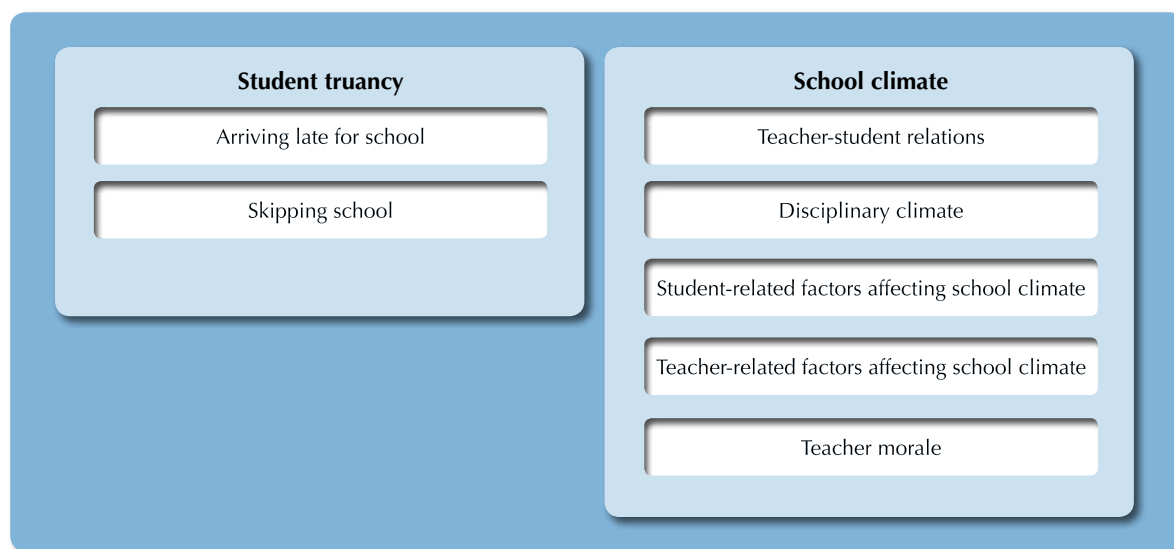 Student truancy
Arriving late for school
Skipping school
School climate
Teacher-student relations
Disciplinary climate
Student-related factors affecting school climate
Teacher-related factors affecting school climate
Teacher morale